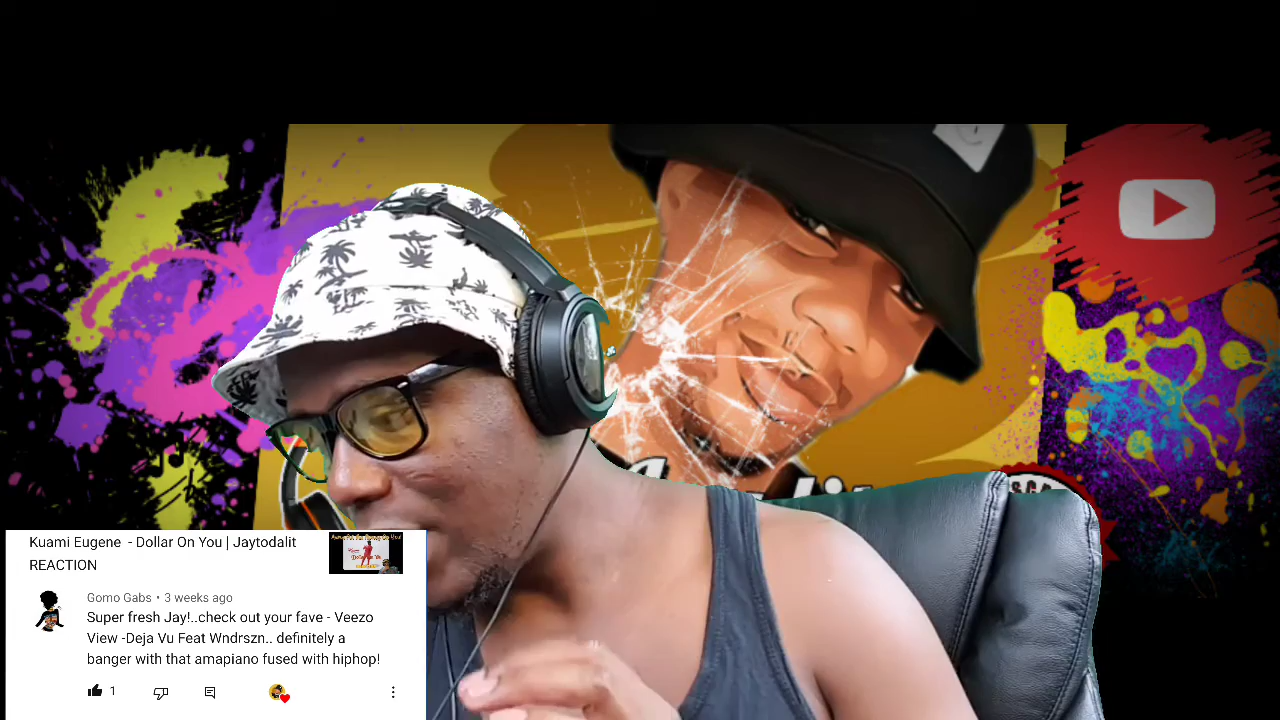 Kuami Eugene - Dollar On You | Jaytodalit
REACTION
Gomo Gabs • 3 weeks ago
Super fresh Jay!..check out your fave - Veezo
View -Deja Vu Feat Wndrszn.. definitely a
banger with that amapiano fused with hiphop!
1